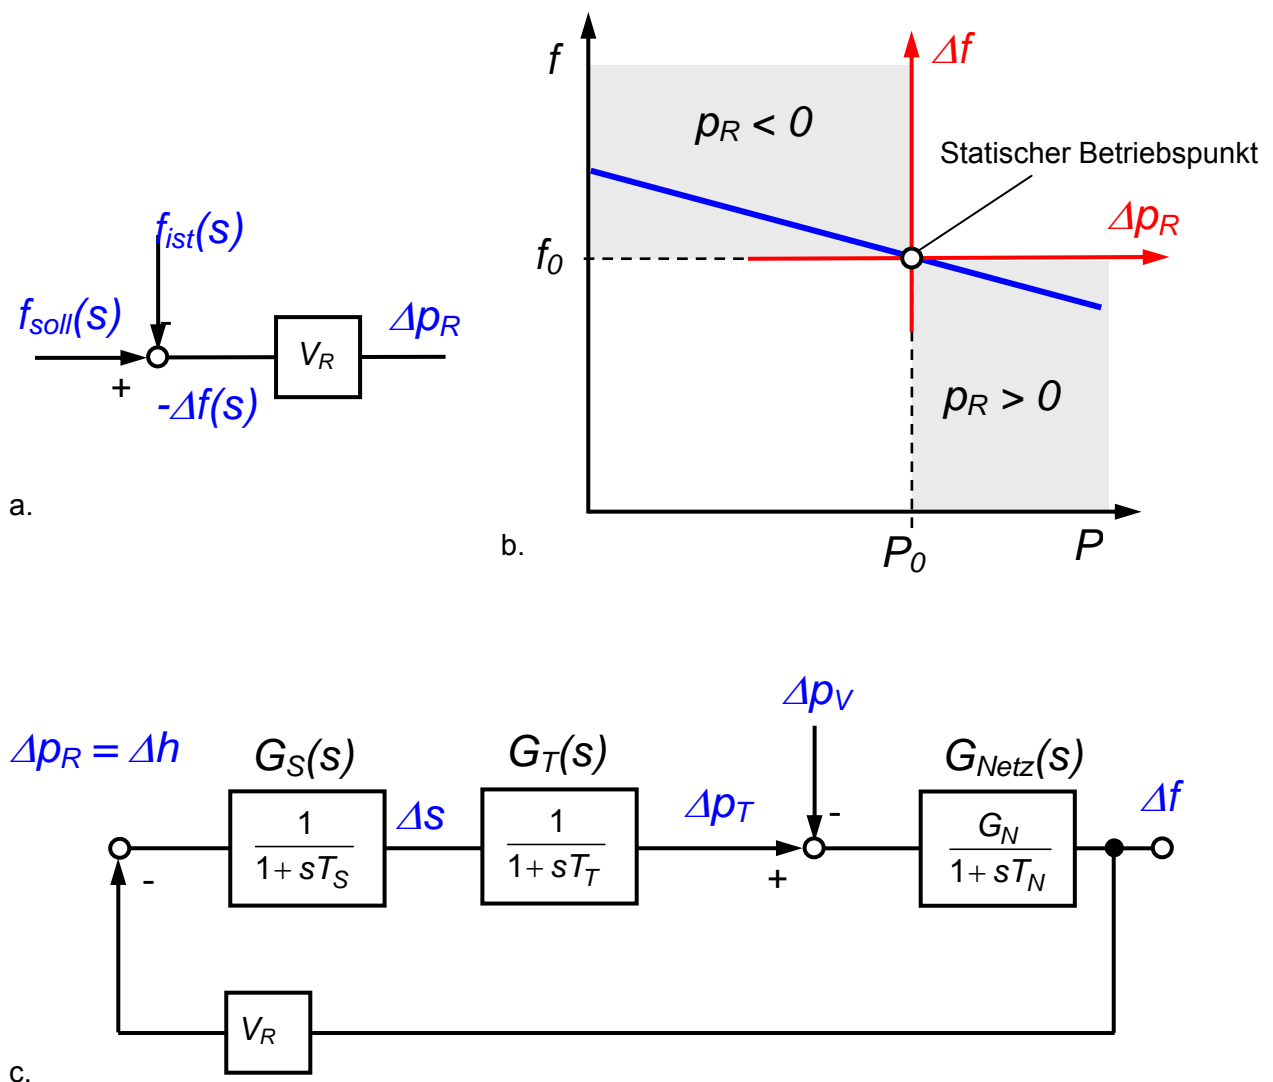 f
Δf
p_R < 0
Statischer Betriebspunkt
Δp_R
f_ist(s)
f_0
f_soll(s)
-
Δp_R
V_R
+
-Δf(s)
p_R > 0
a.
b.
P_0
P
Δp_V
Δp_R = Δh
G_S(s)
G_T(s)
G_Netz(s)
Δs
Δp_T
-
Δf
1
1 + sT_S
1
1 + sT_T
G_N
1 + sT_N
-
+
V_R
c.